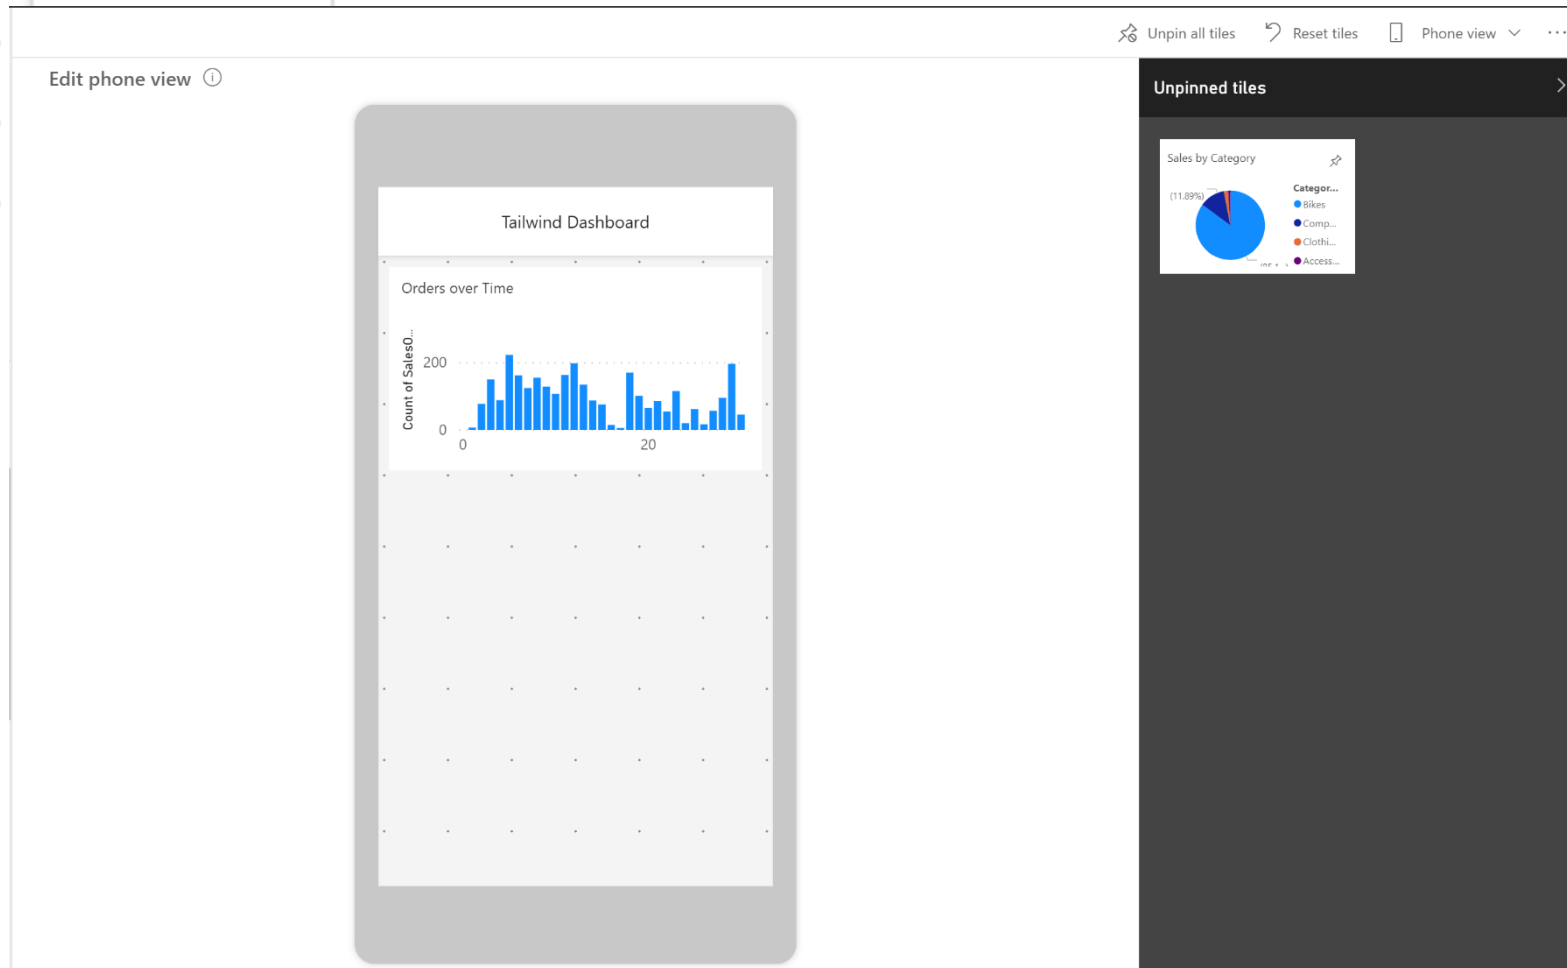 Unpin all tiles
Reset tiles
Phone view
Edit phone view
Unpinned tiles
Tailwind Dashboard
Orders over Time
Count of SalesO...
200
0
0
20
Sales by Category
(11.89%)
Categor...
Bikes
Comp...
Clothi...
Access...